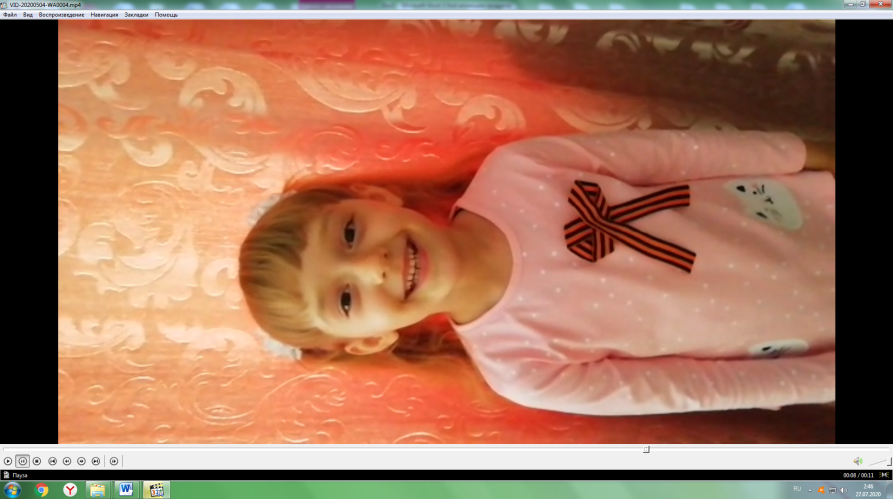 VID-20200504-WA0004.mp4
Файл Вид Воспроизведение Навигация Закладки Помощь
Пауза
00:08 / 00:11
RU
2:46
27.07.2020